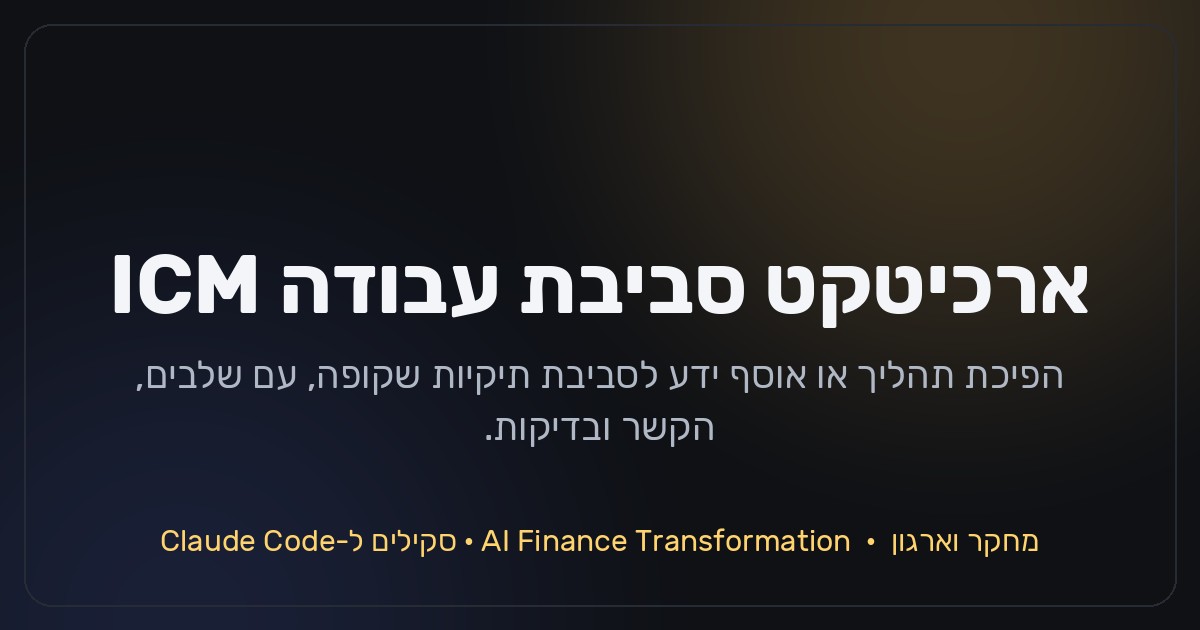 ארכיטקט סביבת עבודה ICM
הפיכת תהליך או אוסף ידע לסביבת תיקיות שקופה, עם שלבים,
הקשר ובדיקות.
מחקר וארגון • AI Finance Transformation • סקילים ל-Claude Code